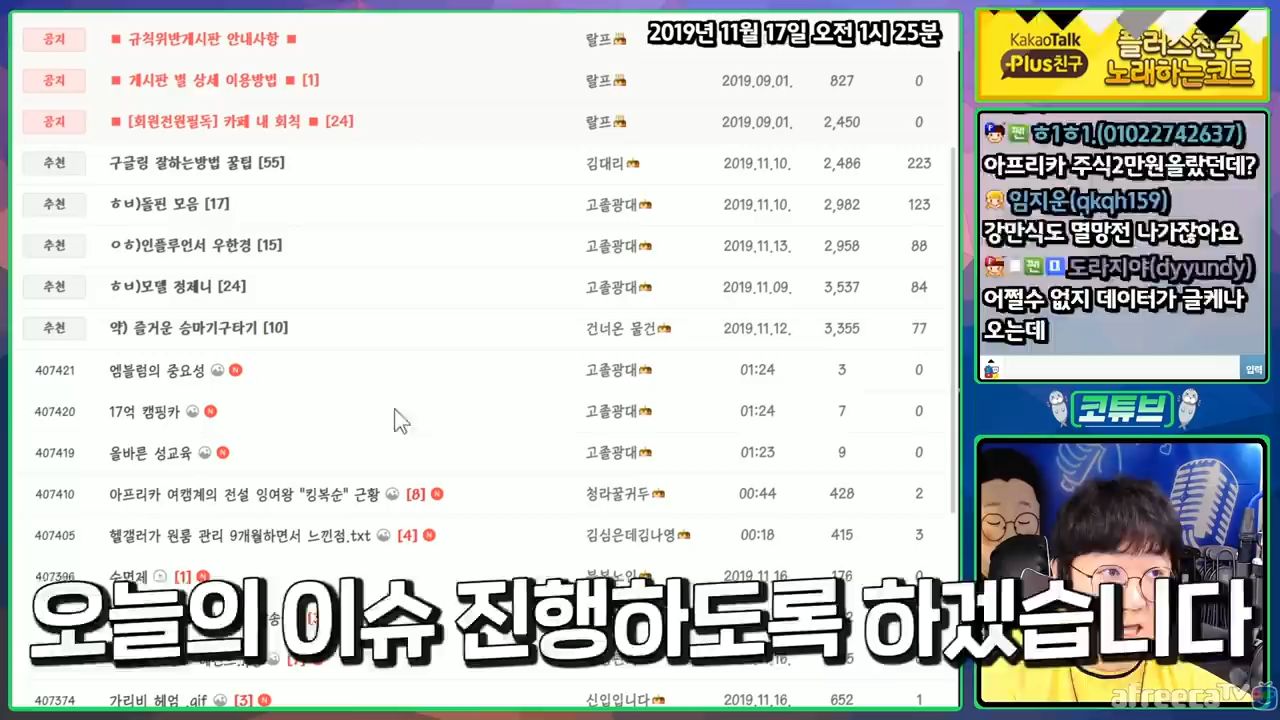 2019년 11월 17일 오전 1시 25분
공지 ■ 규칙위반게시판 안내사항 ■ 랄프
공지 ■ 게시판 별 상세 이용방법 ■ [1] 랄프 2019.09.01. 827 0
공지 ■ [회원전원필독] 카페 내 회칙 ■ [24] 랄프 2019.09.01. 2,450 0
추천 구글링 잘하는방법 꿀팁 [55] 김대리 2019.11.10. 2,486 223
추천 ㅎㅂ)돌핀 모음 [17] 고졸광대 2019.11.10. 2,982 123
추천 ㅇㅎ)인플루언서 우한경 [15] 고졸광대 2019.11.13. 2,958 88
추천 ㅎㅂ)모델 정제니 [24] 고졸광대 2019.11.09. 3,537 84
추천 약) 즐거운 승마기구타기 [10] 건너온 물건 2019.11.12. 3,355 77
407421 엠블럼의 중요성 N 고졸광대 01:24 3 0
407420 17억 캠핑카 N 고졸광대 01:24 7 0
407419 올바른 성교육 N 고졸광대 01:23 9 0
407410 아프리카 여캠계의 전설 잉여왕 "킹복순" 근황 [8] N 청라꿀귀두 00:44 428 2
407405 헬갤러가 원룸 관리 9개월하면서 느낀점.txt [4] N 김심은데김나영 00:18 415 3
407396 수면제 [1] N 2019.11.16. 176
오늘의 이슈 진행하도록 하겠습니다
407374 가리비 헤엄 .gif [3] N 신입입니다 2019.11.16. 652 1
KakaoTalk
Plus친구
플러스친구
노래하는코트
ㅎ1ㅎ1.(01022742637)
아프리카 주식2만원올랐던데?
임지운(qkqh159)
강만식도 멸망전 나가잖아요
도라지야(dyyundy)
어쩔수 없지 데이터가 글케나
오는데
입력
코튜브
afreecaTV